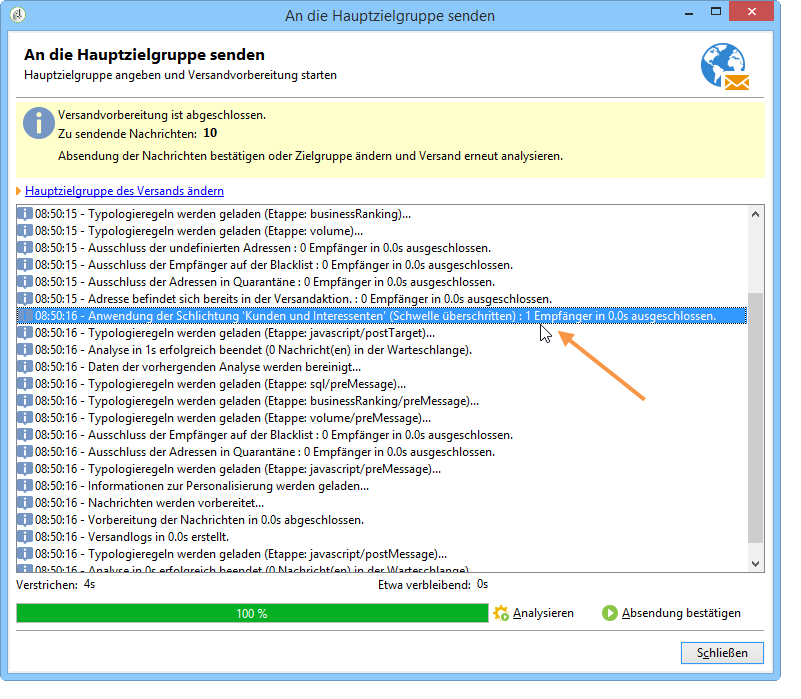 An die Hauptzielgruppe senden
An die Hauptzielgruppe senden
Hauptzielgruppe angeben und Versandvorbereitung starten
Versandvorbereitung ist abgeschlossen.
Zu sendende Nachrichten: 10
Absendung der Nachrichten bestätigen oder Zielgruppe ändern und Versand erneut analysieren.
Hauptzielgruppe des Versands ändern
08:50:15 - Typologieregeln werden geladen (Etappe: businessRanking)...
08:50:15 - Typologieregeln werden geladen (Etappe: volume)...
08:50:15 - Ausschluss der undefinierten Adressen : 0 Empfänger in 0.0s ausgeschlossen.
08:50:15 - Ausschluss der Empfänger auf der Blacklist : 0 Empfänger in 0.0s ausgeschlossen.
08:50:15 - Ausschluss der Adressen in Quarantäne : 0 Empfänger in 0.0s ausgeschlossen.
08:50:15 - Adresse befindet sich bereits in der Versandaktion. : 0 Empfänger in 0.0s ausgeschlossen.
08:50:16 - Anwendung der Schlichtung 'Kunden und Interessenten' (Schwelle überschritten) : 1 Empfänger in 0.0s ausgeschlossen.
08:50:16 - Typologieregeln werden geladen (Etappe: javascript/postTarget)...
08:50:16 - Analyse in 1s erfolgreich beendet (0 Nachricht(en) in der Warteschlange).
08:50:16 - Daten der vorhergenden Analyse werden bereinigt...
08:50:16 - Typologieregeln werden geladen (Etappe: sql/preMessage)...
08:50:16 - Typologieregeln werden geladen (Etappe: businessRanking/preMessage)...
08:50:16 - Typologieregeln werden geladen (Etappe: volume/preMessage)...
08:50:16 - Ausschluss der Empfänger auf der Blacklist : 0 Empfänger in 0.0s ausgeschlossen.
08:50:16 - Ausschluss der Adressen in Quarantäne : 0 Empfänger in 0.0s ausgeschlossen.
08:50:16 - Typologieregeln werden geladen (Etappe: javascript/preMessage)...
08:50:16 - Informationen zur Personalisierung werden geladen...
08:50:16 - Nachrichten werden vorbereitet...
08:50:16 - Vorbereitung der Nachrichten in 0.0s abgeschlossen.
08:50:16 - Versandlogs in 0.0s erstellt.
08:50:16 - Typologieregeln werden geladen (Etappe: javascript/postMessage)...
08:50:16 - Analyse in 0s erfolgreich beendet (0 Nachricht(en) in der Warteschlange)
Verstrichen: 4s Etwa verbleibend: 0s
100 % Analysieren Absendung bestätigen
Schließen